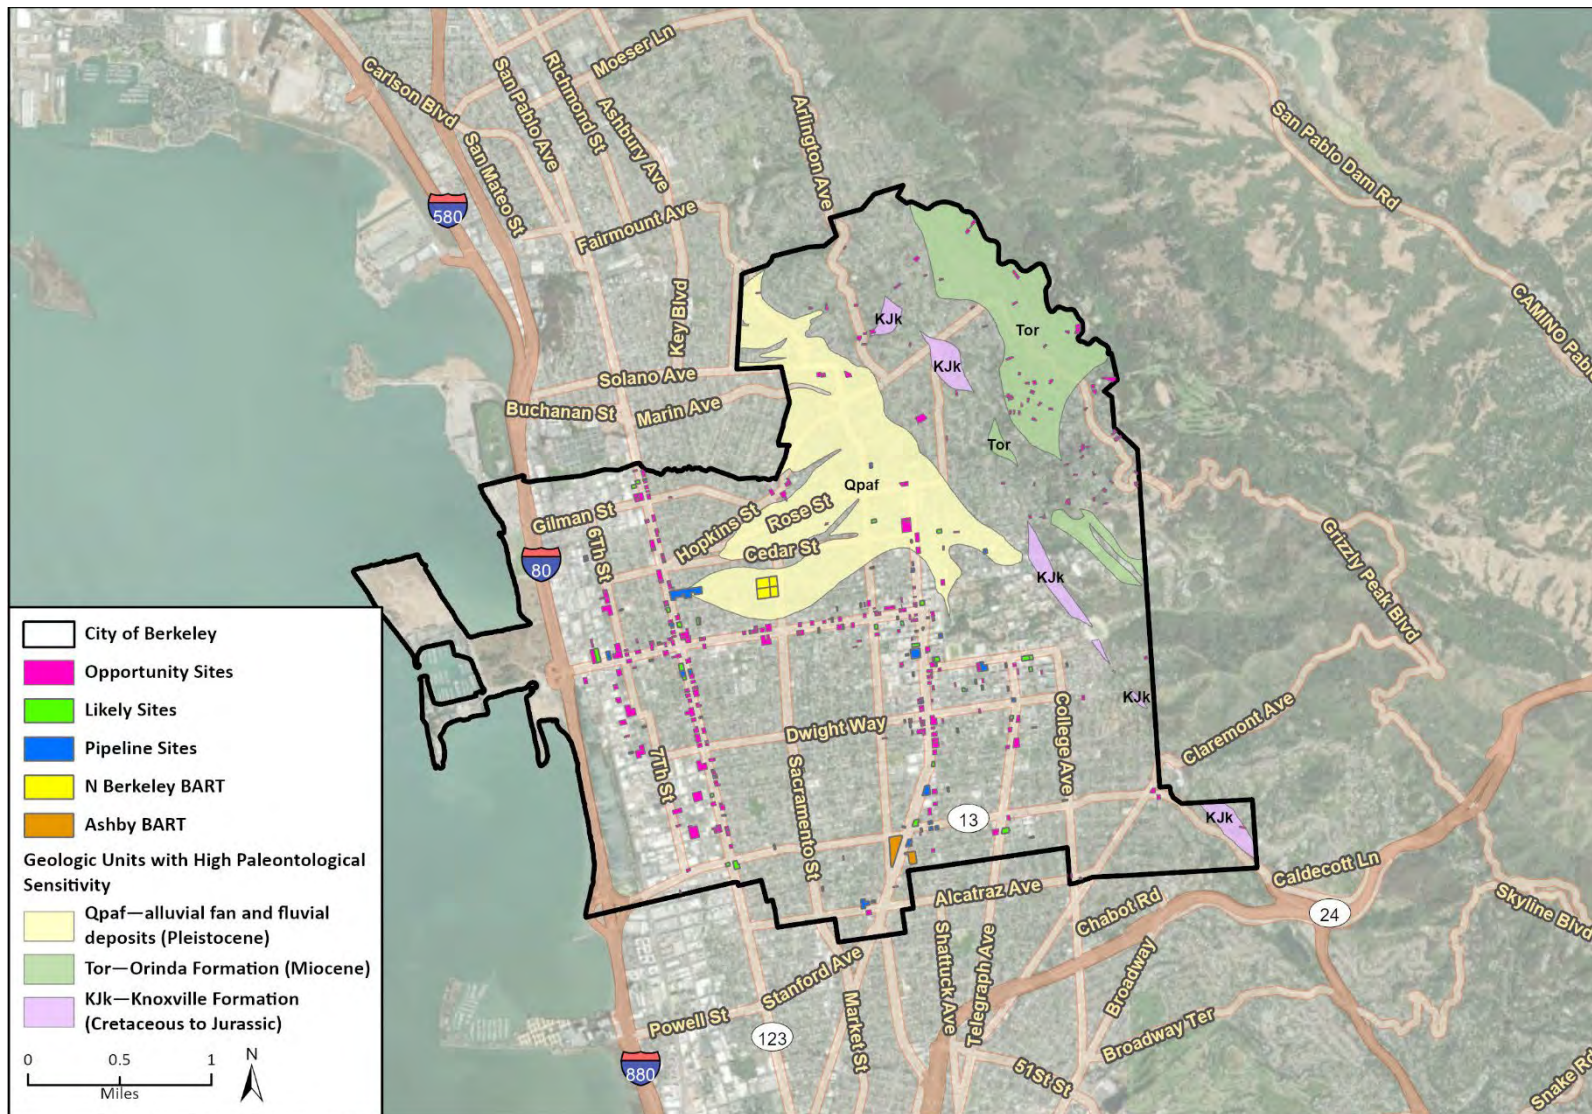 Carlson Blvd
San Pablo Ave
Richmond St
Moeser Ln
Ashbury Ave
San Mateo St
Arlington Ave
San Pablo Dam Rd
580
Fairmount Ave
Key Blvd
CAMINO Pablo
KJk
Tor
KJk
Solano Ave
Buchanan St
Marin Ave
Tor
Qpaf
Gilman St
Hopkins St
Rose St
Cedar St
6Th St
80
KJk
Grizzly Peak Blvd
KJk
Claremont Ave
Dwight Way
College Ave
7Th St
Sacramento St
13
KJk
Caldecott Ln
Alcatraz Ave
Chabot Rd
24
Skyline Blvd
Shattuck Ave
Telegraph Ave
Stanford Ave
Broadway
Powell St
123
Market St
Broadway Ter
51St St
880
Snake Rd
City of Berkeley
Opportunity Sites
Likely Sites
Pipeline Sites
N Berkeley BART
Ashby BART
Geologic Units with High Paleontological
Sensitivity
Qpaf—alluvial fan and fluvial
deposits (Pleistocene)
Tor—Orinda Formation (Miocene)
KJk—Knoxville Formation
(Cretaceous to Jurassic)
0 0.5 1
Miles
N